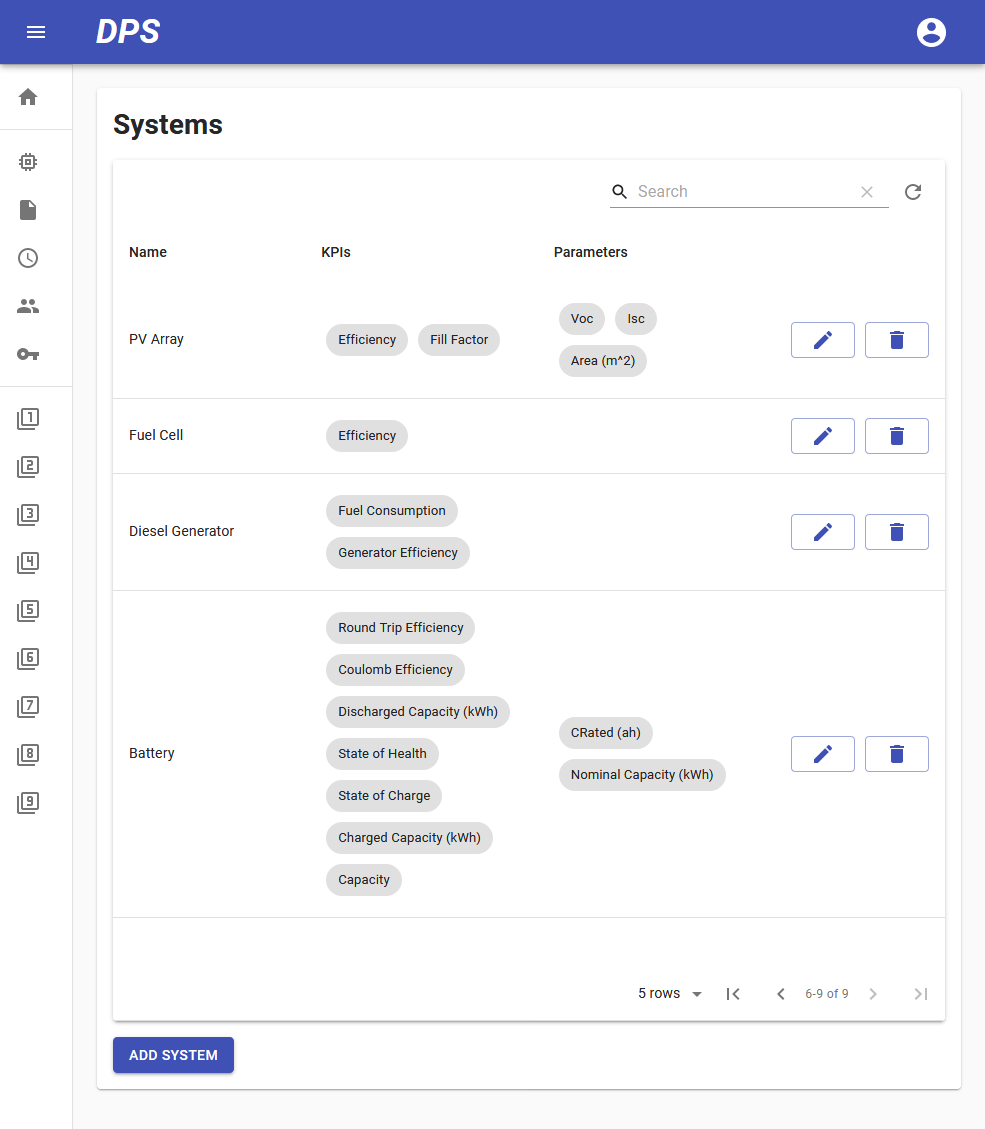 DPS
Systems
Search
Name KPIs Parameters
PV Array Efficiency Fill Factor Voc Isc
Area (m^2)
Fuel Cell Efficiency
Diesel Generator Fuel Consumption
Generator Efficiency
Battery Round Trip Efficiency
Coulomb Efficiency
Discharged Capacity (kWh)
State of Health
State of Charge
Charged Capacity (kWh)
Capacity
CRated (ah)
Nominal Capacity (kWh)
1
2
3
4
5
6
7
8
9
5 rows 6-9 of 9
ADD SYSTEM